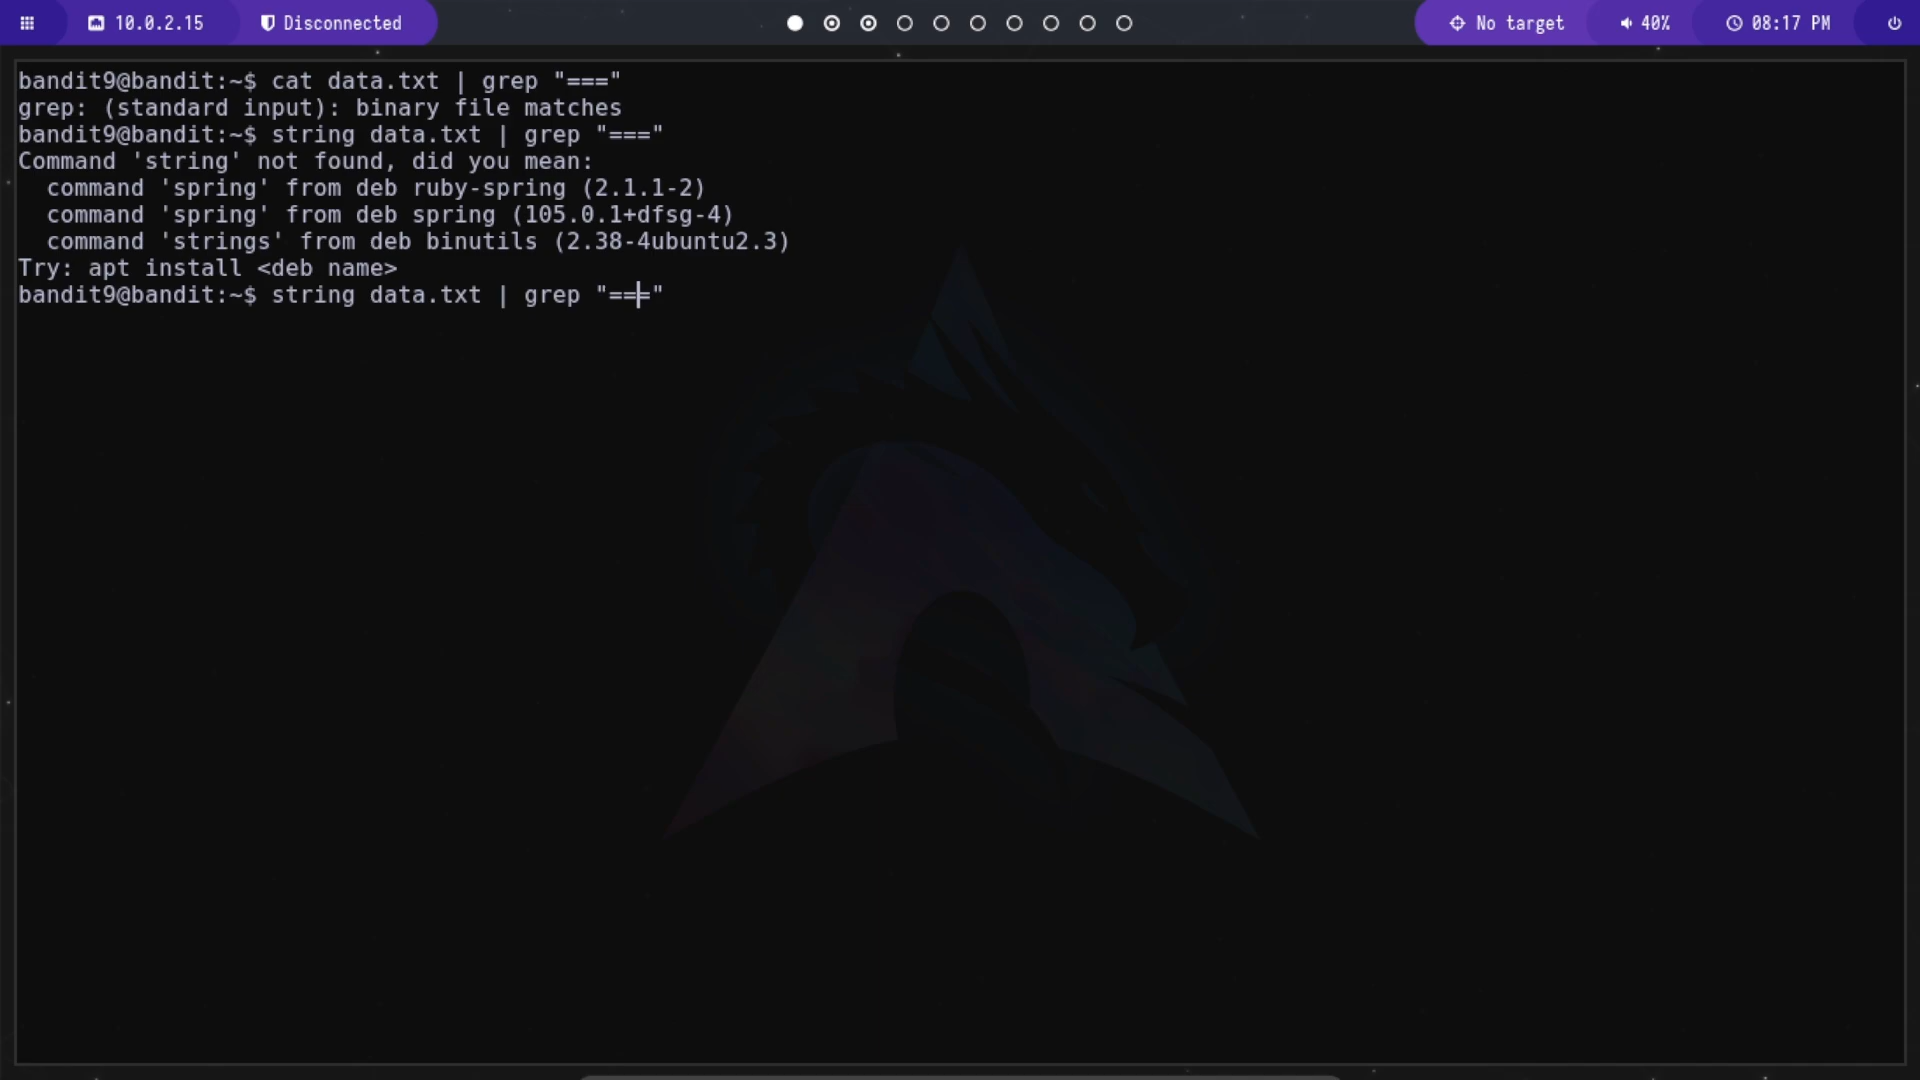 10.0.2.15 Disconnected No target 40% 08:17 PM
bandit9@bandit:~$ cat data.txt | grep "==="
grep: (standard input): binary file matches
bandit9@bandit:~$ string data.txt | grep "==="
Command 'string' not found, did you mean:
  command 'spring' from deb ruby-spring (2.1.1-2)
  command 'spring' from deb spring (105.0.1+dfsg-4)
  command 'strings' from deb binutils (2.38-4ubuntu2.3)
Try: apt install <deb name>
bandit9@bandit:~$ string data.txt | grep "==="